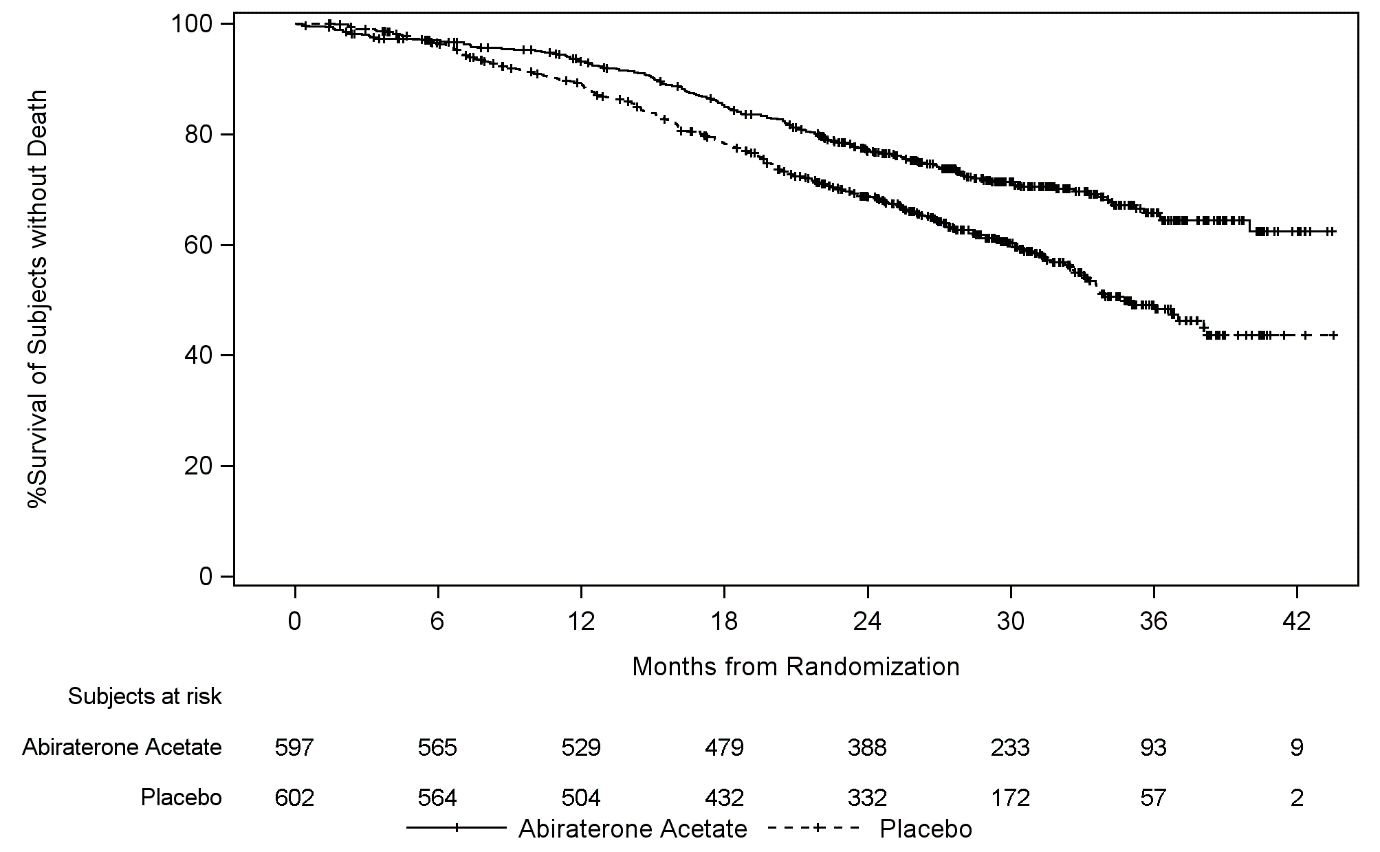 %Survival of Subjects without Death
100
80
60
40
20
0
0 6 12 18 24 30 36 42
Months from Randomization
Subjects at risk
Abiraterone Acetate 597 565 529 479 388 233 93 9
Placebo 602 564 504 432 332 172 57 2
Abiraterone Acetate Placebo